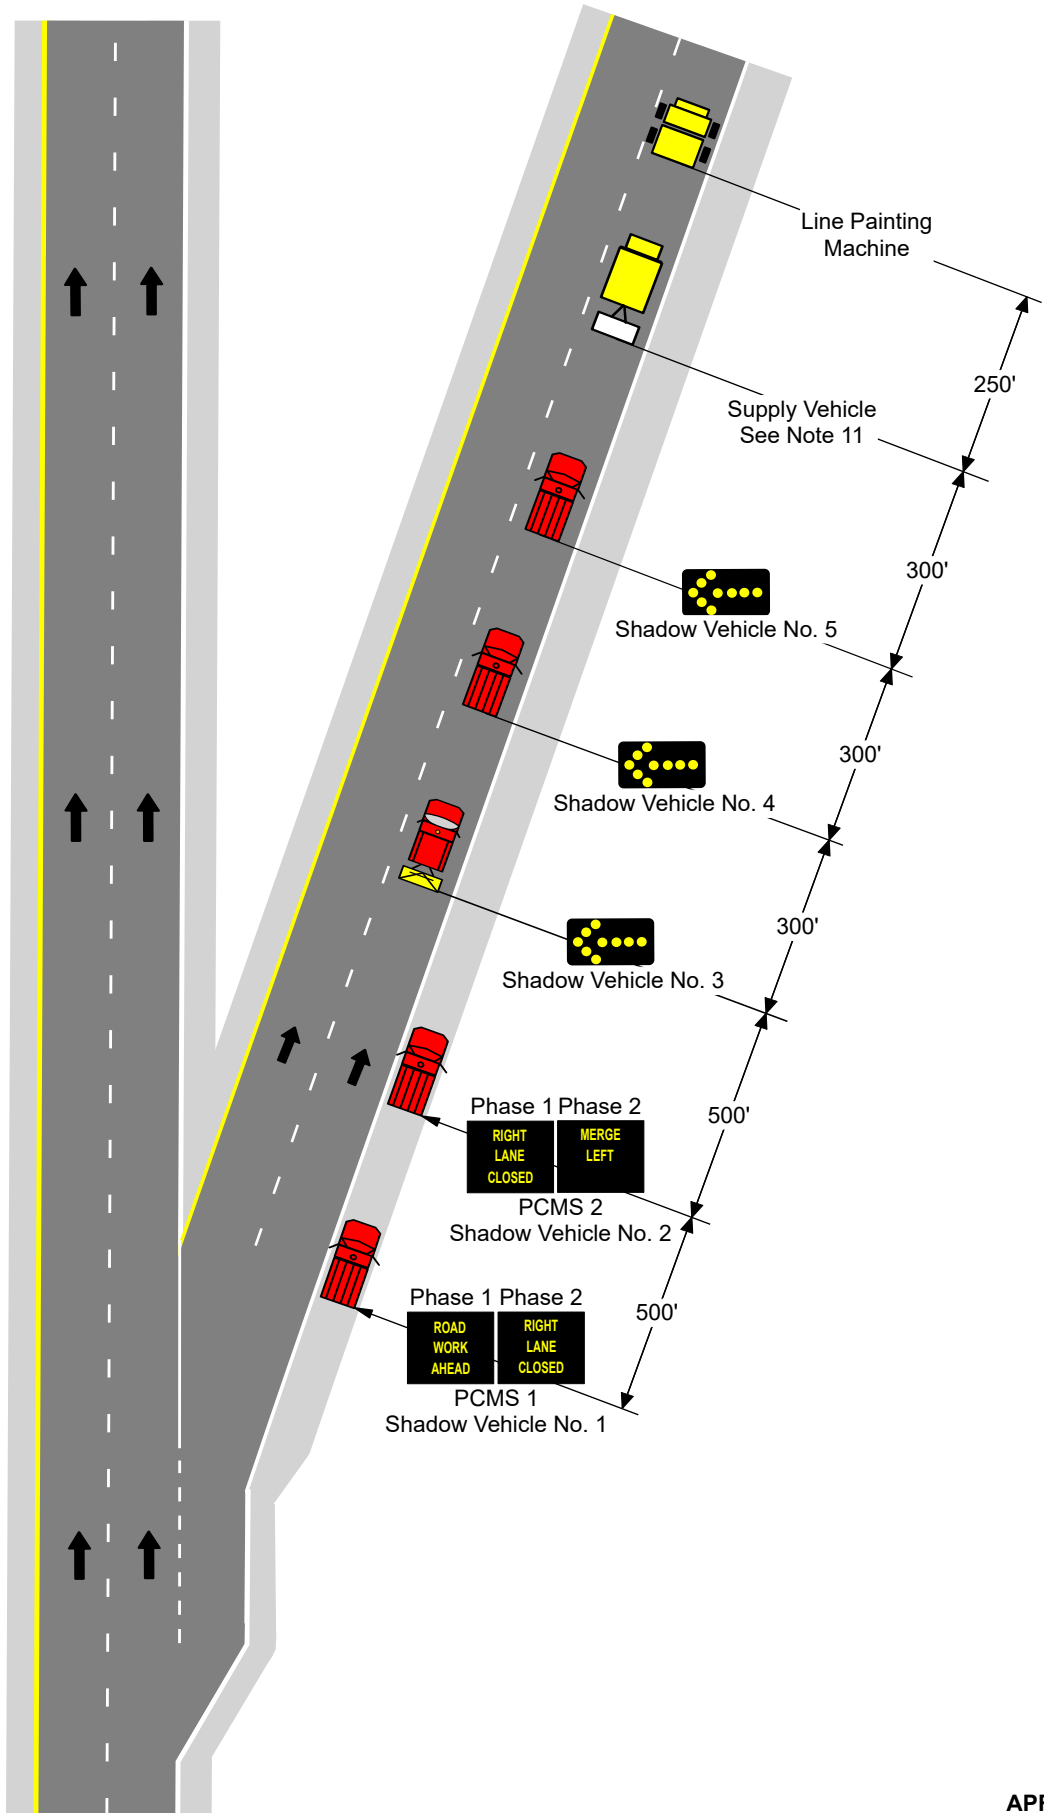 Line Painting
Machine
250'
Supply Vehicle
See Note 11
300'
Shadow Vehicle No. 5
300'
Shadow Vehicle No. 4
300'
Shadow Vehicle No. 3
500'
Phase 1 Phase 2
RIGHT
LANE
CLOSED
MERGE
LEFT
PCMS 2
Shadow Vehicle No. 2
500'
Phase 1 Phase 2
ROAD
WORK
AHEAD
RIGHT
LANE
CLOSED
PCMS 1
Shadow Vehicle No. 1